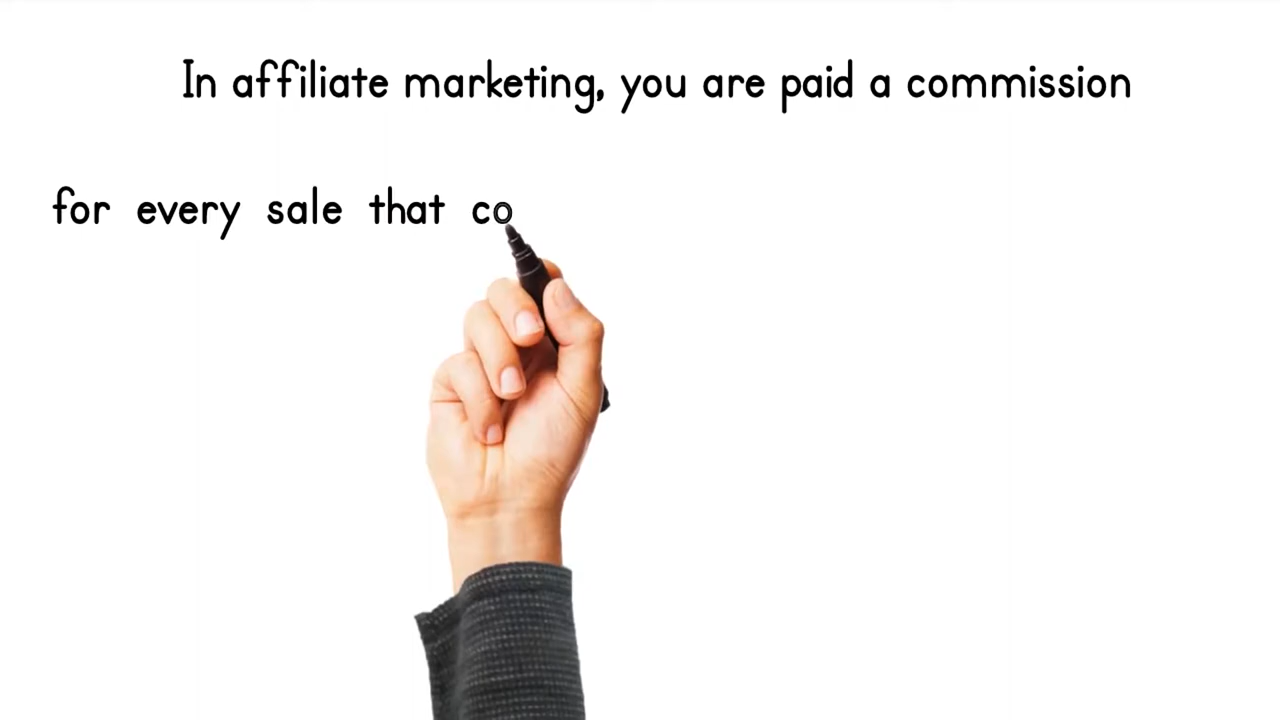 In affiliate marketing, you are paid a commission
for every sale that co